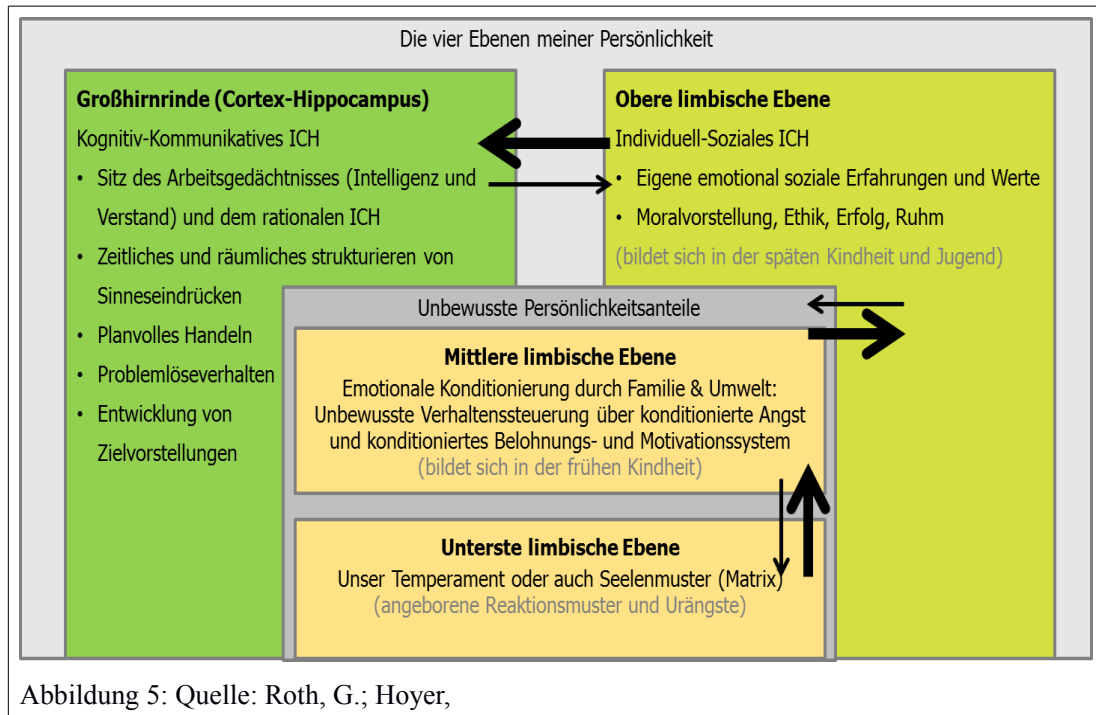 Die vier Ebenen meiner Persönlichkeit
Großhirnrinde (Cortex-Hippocampus)
Kognitiv-Kommunikatives ICH
• Sitz des Arbeitsgedächtnisses (Intelligenz und
Verstand) und dem rationalen ICH
• Zeitliches und räumliches strukturieren von
Sinneseindrücken
• Planvolles Handeln
• Problemlöseverhalten
• Entwicklung von
Zielvorstellungen
Obere limbische Ebene
Individuell-Soziales ICH
• Eigene emotional soziale Erfahrungen und Werte
• Moralvorstellung, Ethik, Erfolg, Ruhm
(bildet sich in der späten Kindheit und Jugend)
Unbewusste Persönlichkeitsanteile
Mittlere limbische Ebene
Emotionale Konditionierung durch Familie & Umwelt:
Unbewusste Verhaltenssteuerung über konditionierte Angst
und konditioniertes Belohnungs- und Motivationssystem
(bildet sich in der frühen Kindheit)
Unterste limbische Ebene
Unser Temperament oder auch Seelenmuster (Matrix)
(angeborene Reaktionsmuster und Urängste)
Abbildung 5: Quelle: Roth, G.; Hoyer,